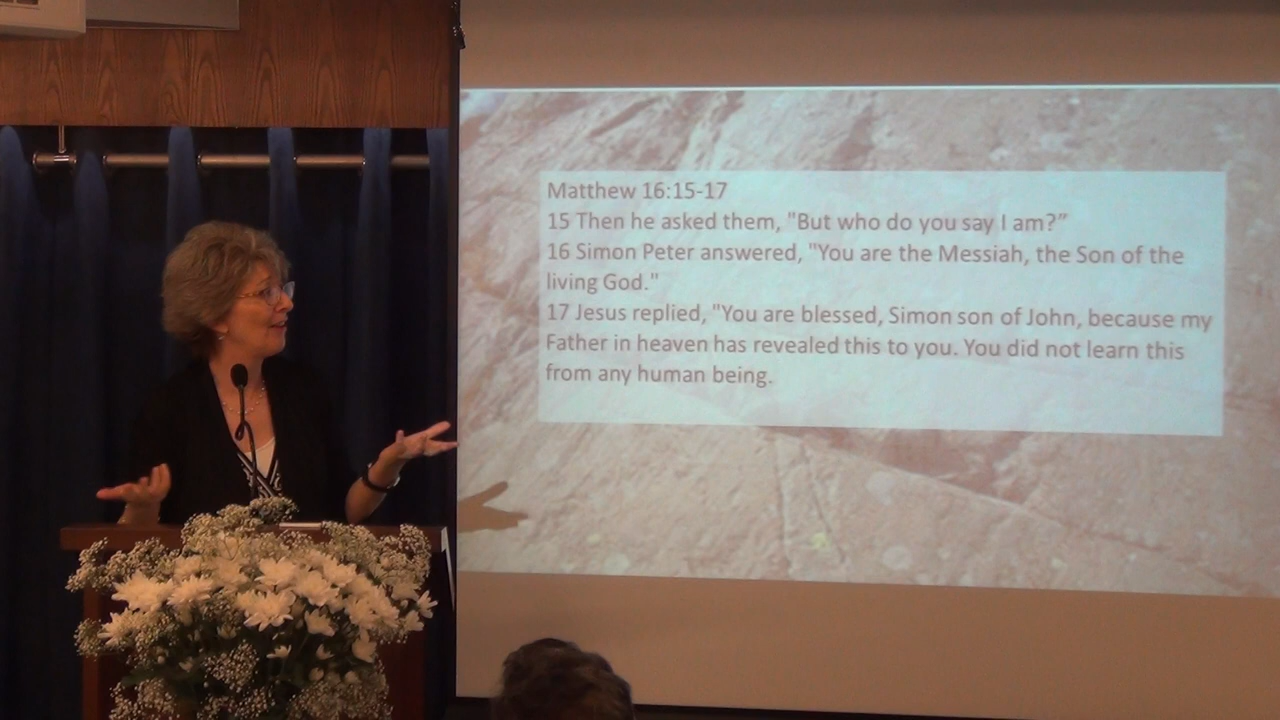 Matthew 16:15-17
15 Then he asked them, "But who do you say I am?”
16 Simon Peter answered, "You are the Messiah, the Son of the
living God."
17 Jesus replied, "You are blessed, Simon son of John, because my
Father in heaven has revealed this to you. You did not learn this
from any human being.